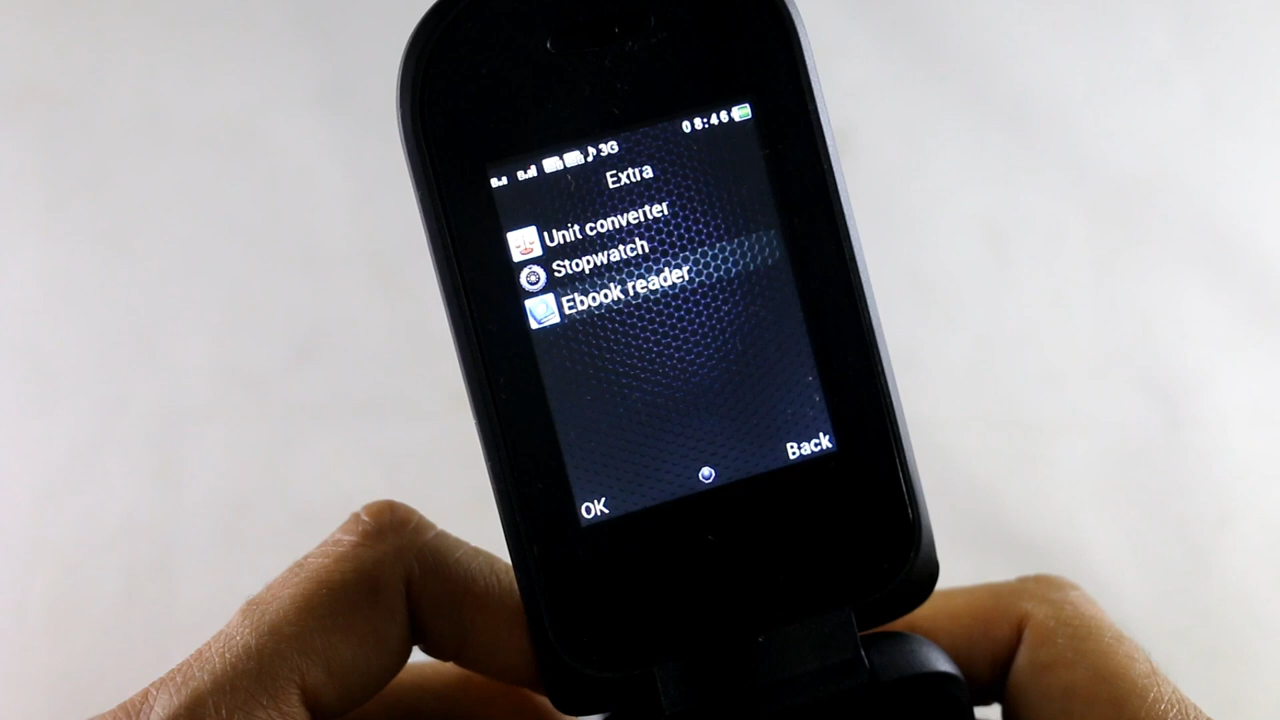 3G 08:46
Extra
Unit converter
Stopwatch
Ebook reader
OK Back